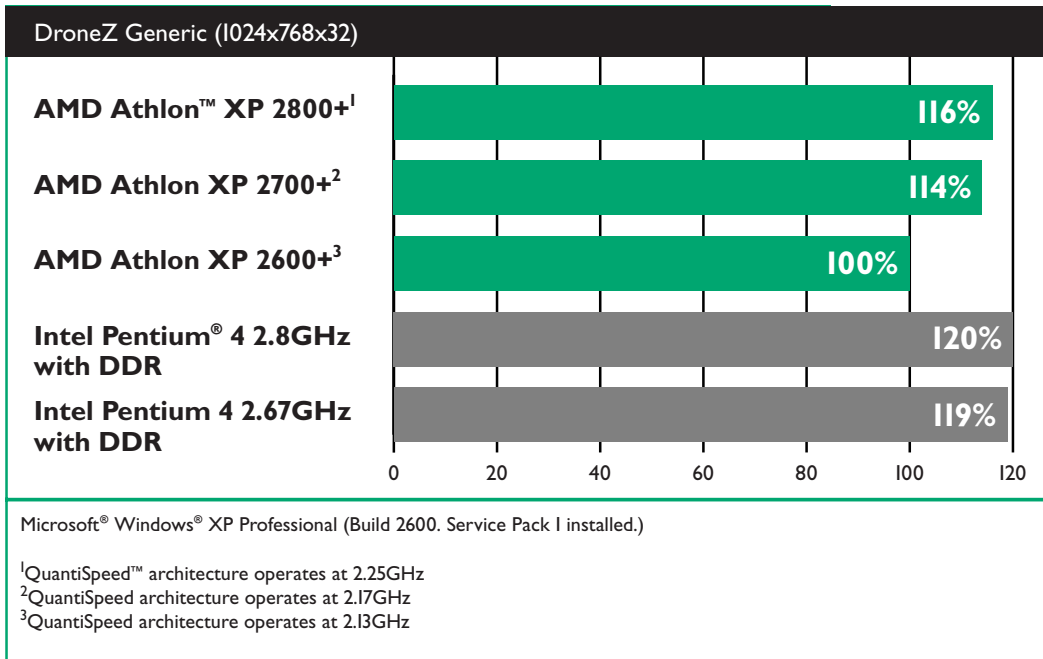 DroneZ Generic (1024x768x32)
AMD Athlon™ XP 2800+¹
116%
AMD Athlon XP 2700+²
114%
AMD Athlon XP 2600+³
100%
Intel Pentium® 4 2.8GHz
with DDR
120%
Intel Pentium 4 2.67GHz
with DDR
119%
0 20 40 60 80 100 120
Microsoft® Windows® XP Professional (Build 2600. Service Pack 1 installed.)
¹QuantiSpeed™ architecture operates at 2.25GHz
²QuantiSpeed architecture operates at 2.17GHz
³QuantiSpeed architecture operates at 2.13GHz